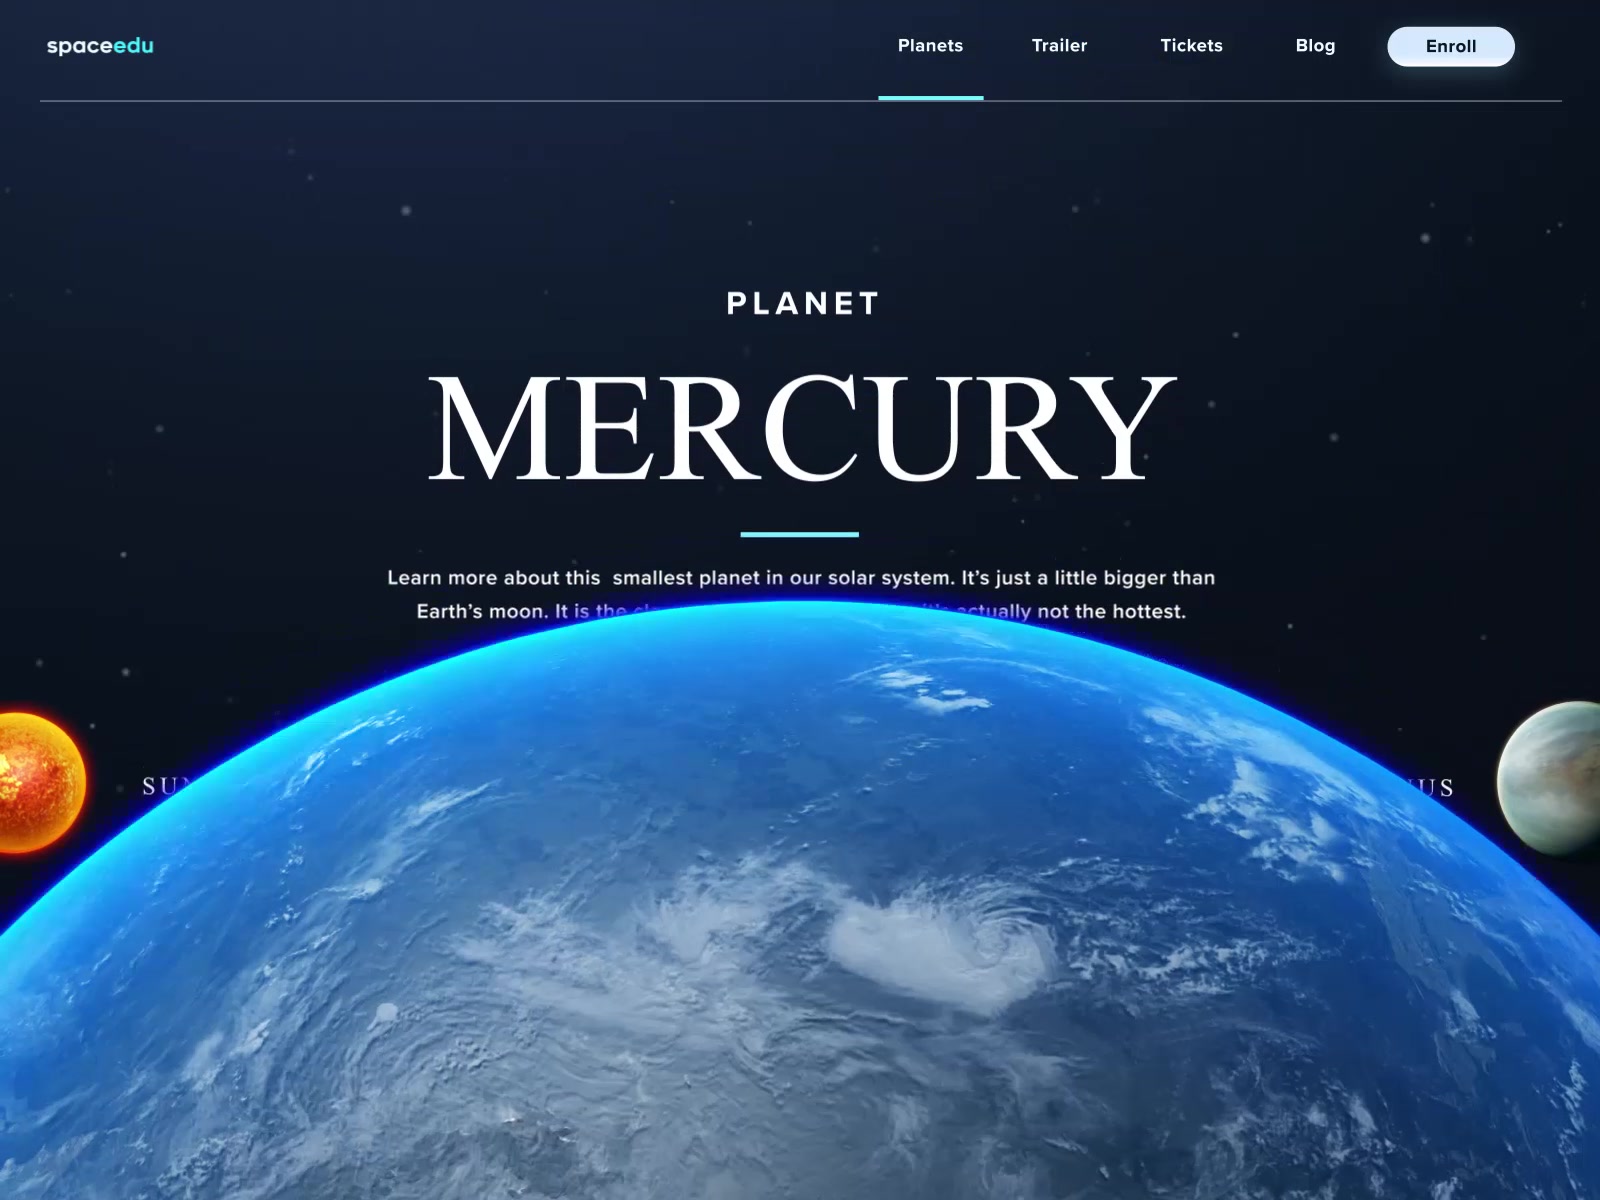 spaceedu
Planets
Trailer
Tickets
Blog
Enroll
PLANET
MERCURY
Learn more about this smallest planet in our solar system. It's just a little bigger than
Earth's moon. It is the actually not the hottest.